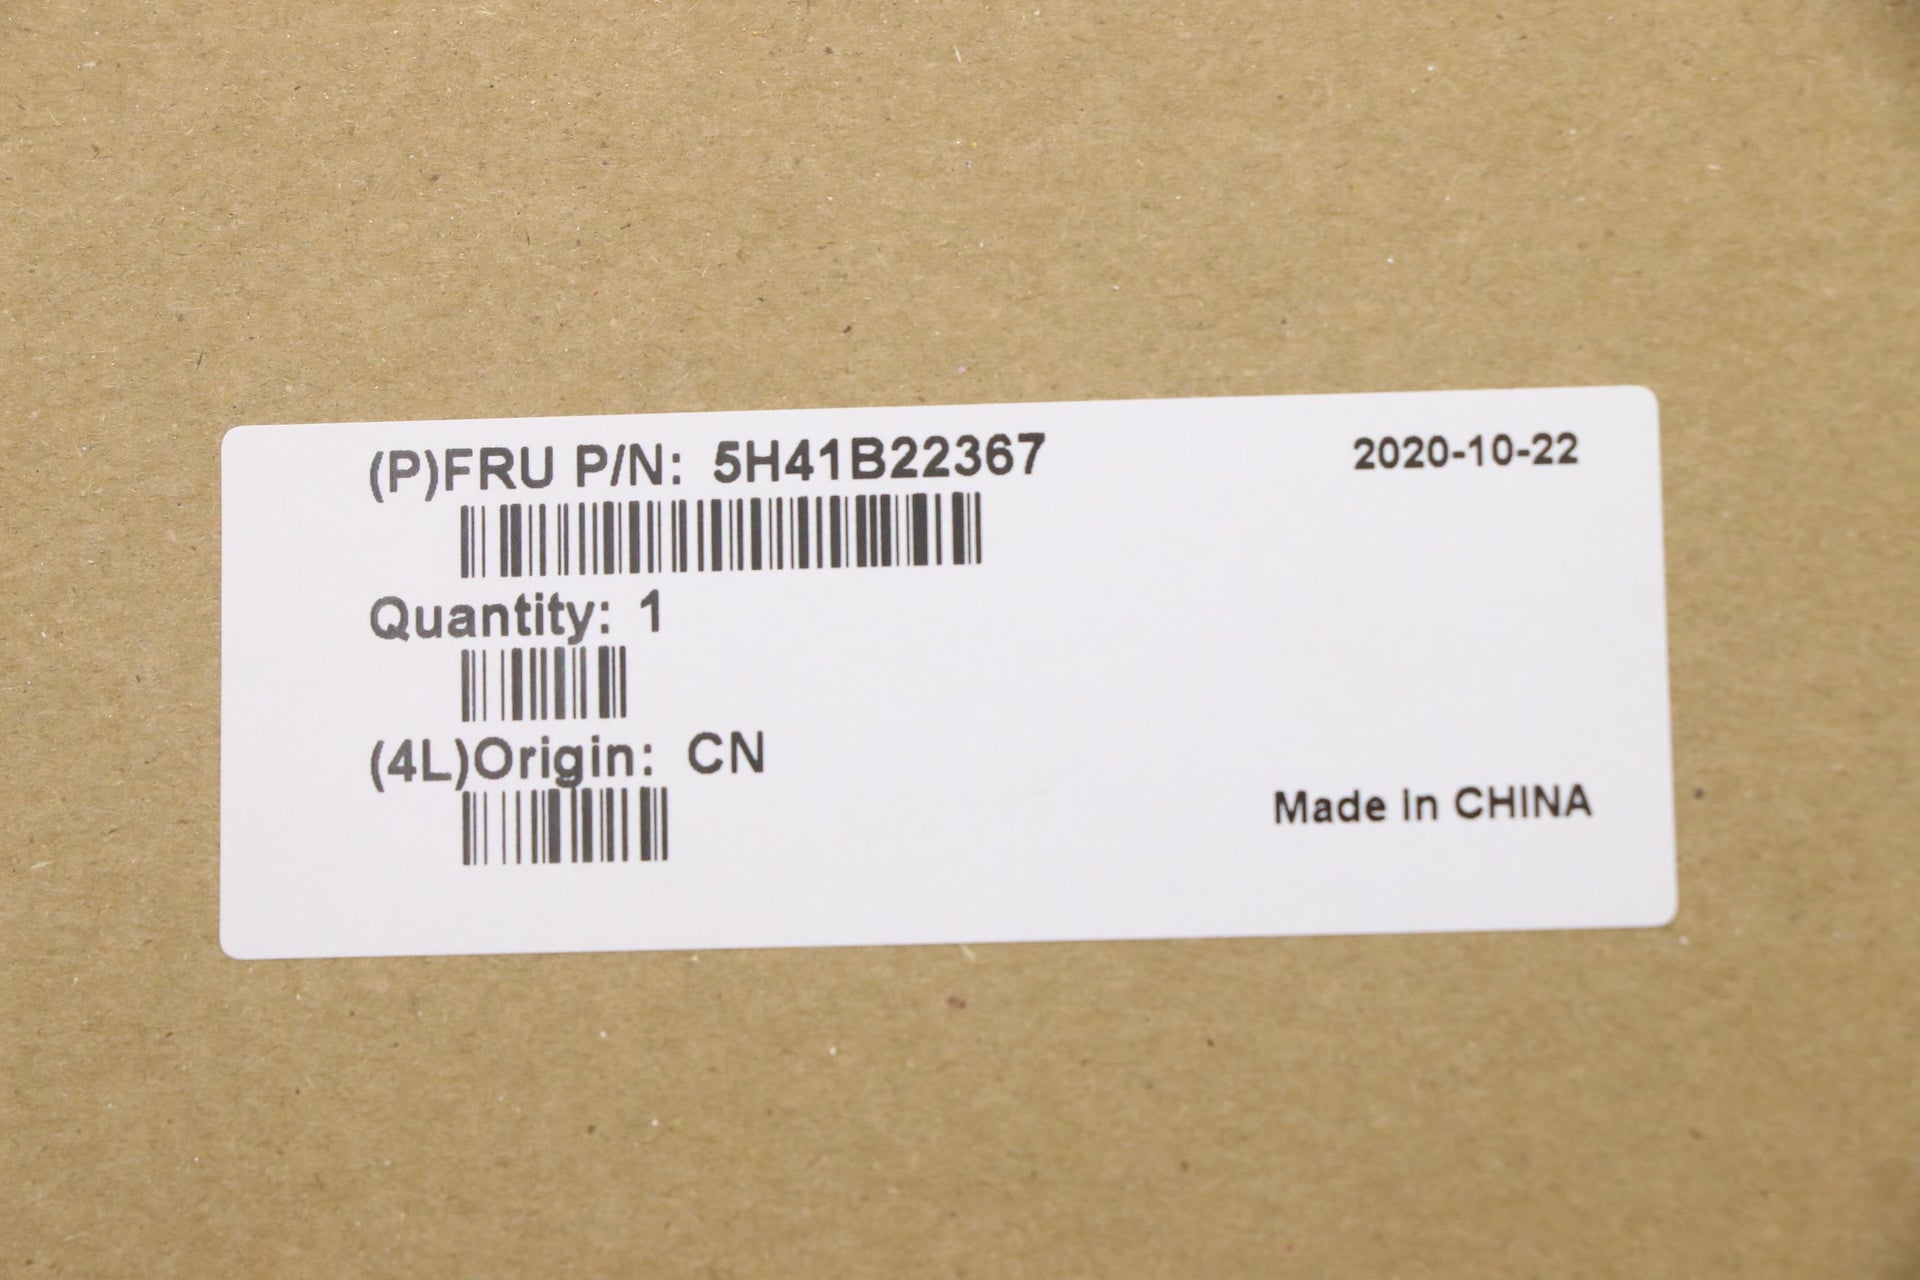 (P)FRU P/N: 5H41B22367
2020-10-22
Quantity: 1
(4L)Origin: CN
Made In CHINA